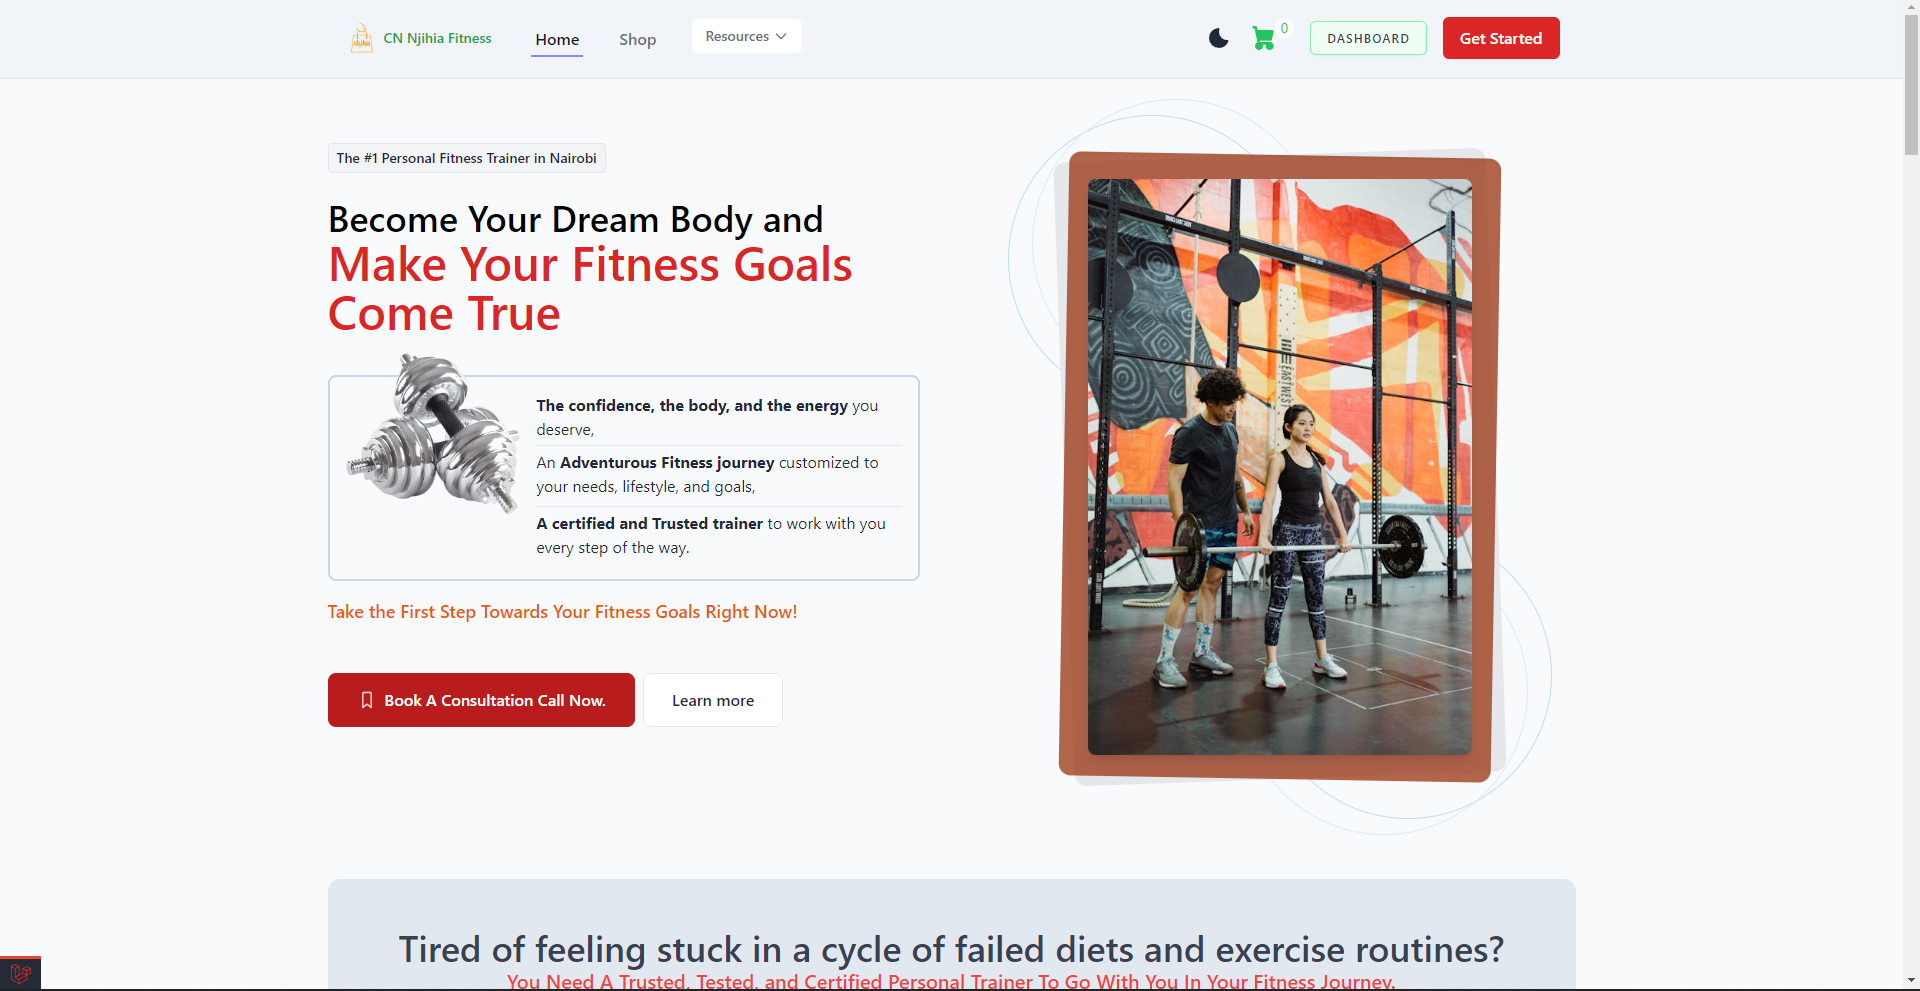 duka
CN Njihia Fitness
Home
Shop
Resources
0
DASHBOARD
Get Started
The #1 Personal Fitness Trainer in Nairobi
Become Your Dream Body and
Make Your Fitness Goals
Come True
The confidence, the body, and the energy you
deserve,
An Adventurous Fitness journey customized to
your needs, lifestyle, and goals,
A certified and Trusted trainer to work with you
every step of the way.
Take the First Step Towards Your Fitness Goals Right Now!
Book A Consultation Call Now.
Learn more
Tired of feeling stuck in a cycle of failed diets and exercise routines?
You Need A Trusted, Tested, and Certified Personal Trainer To Go With You In Your Fitness Journey.